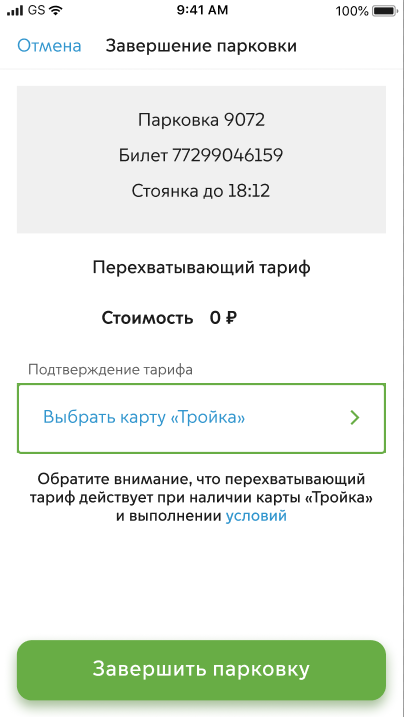 GS 9:41 AM 100%
Отмена Завершение парковки
Парковка 9072
Билет 77299046159
Стоянка до 18:12
Перехватывающий тариф
Стоимость 0 ₽
Подтверждение тарифа
Выбрать карту «Тройка»
Обратите внимание, что перехватывающий
тариф действует при наличии карты «Тройка»
и выполнении условий
Завершить парковку